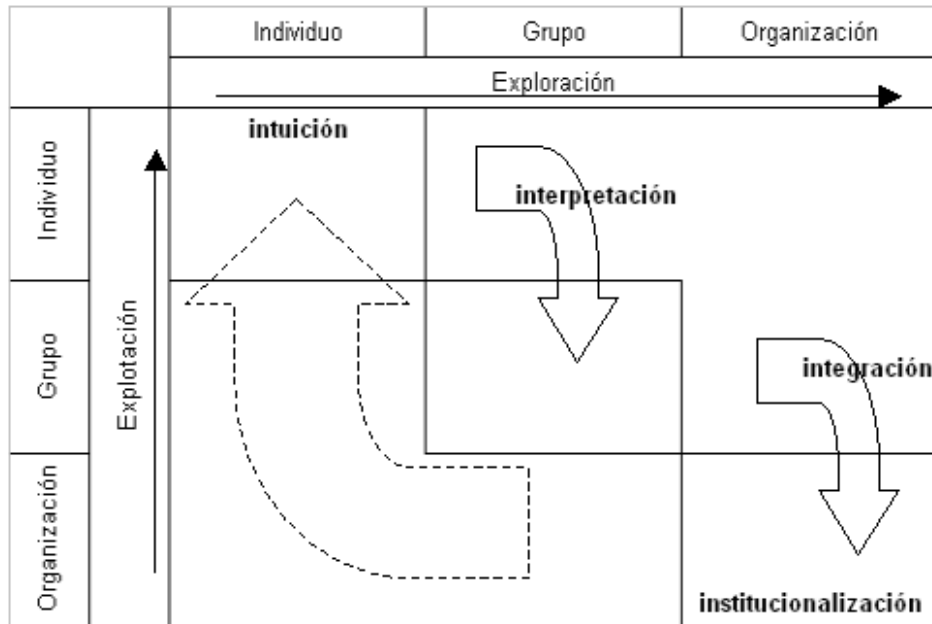 Individuo
Grupo
Organización
Exploración
intuición
Individuo
interpretación
Explotación
Grupo
integración
Organización
institucionalización